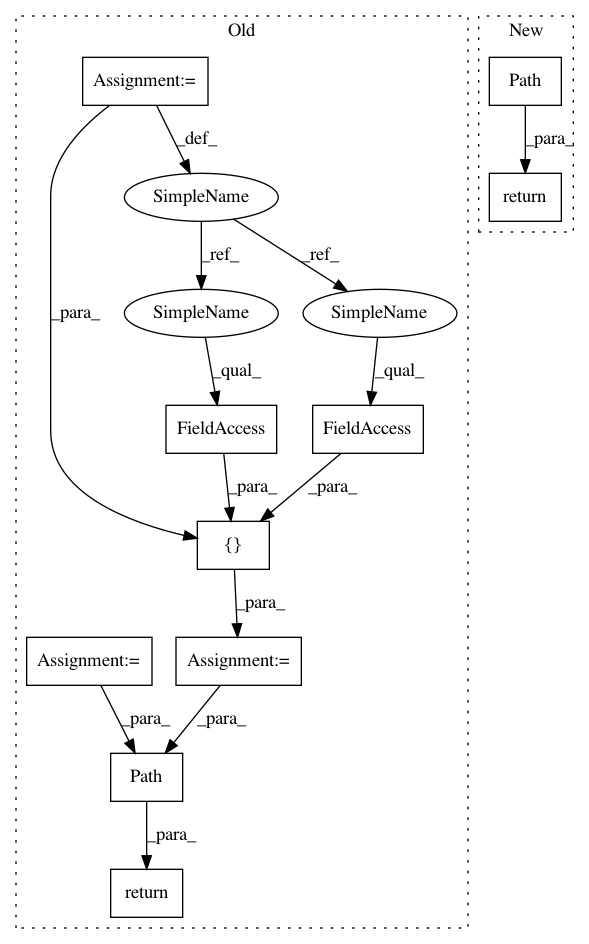 Old
New
Assignment:=
Path
_def_
_para_
SimpleName
return
_ref_
_ref_
_para_
SimpleName
SimpleName
_qual_
_qual_
FieldAccess
FieldAccess
_para_
_para_
{}
_para_
Assignment:=
Assignment:=
_para_
_para_
Path
_para_
return